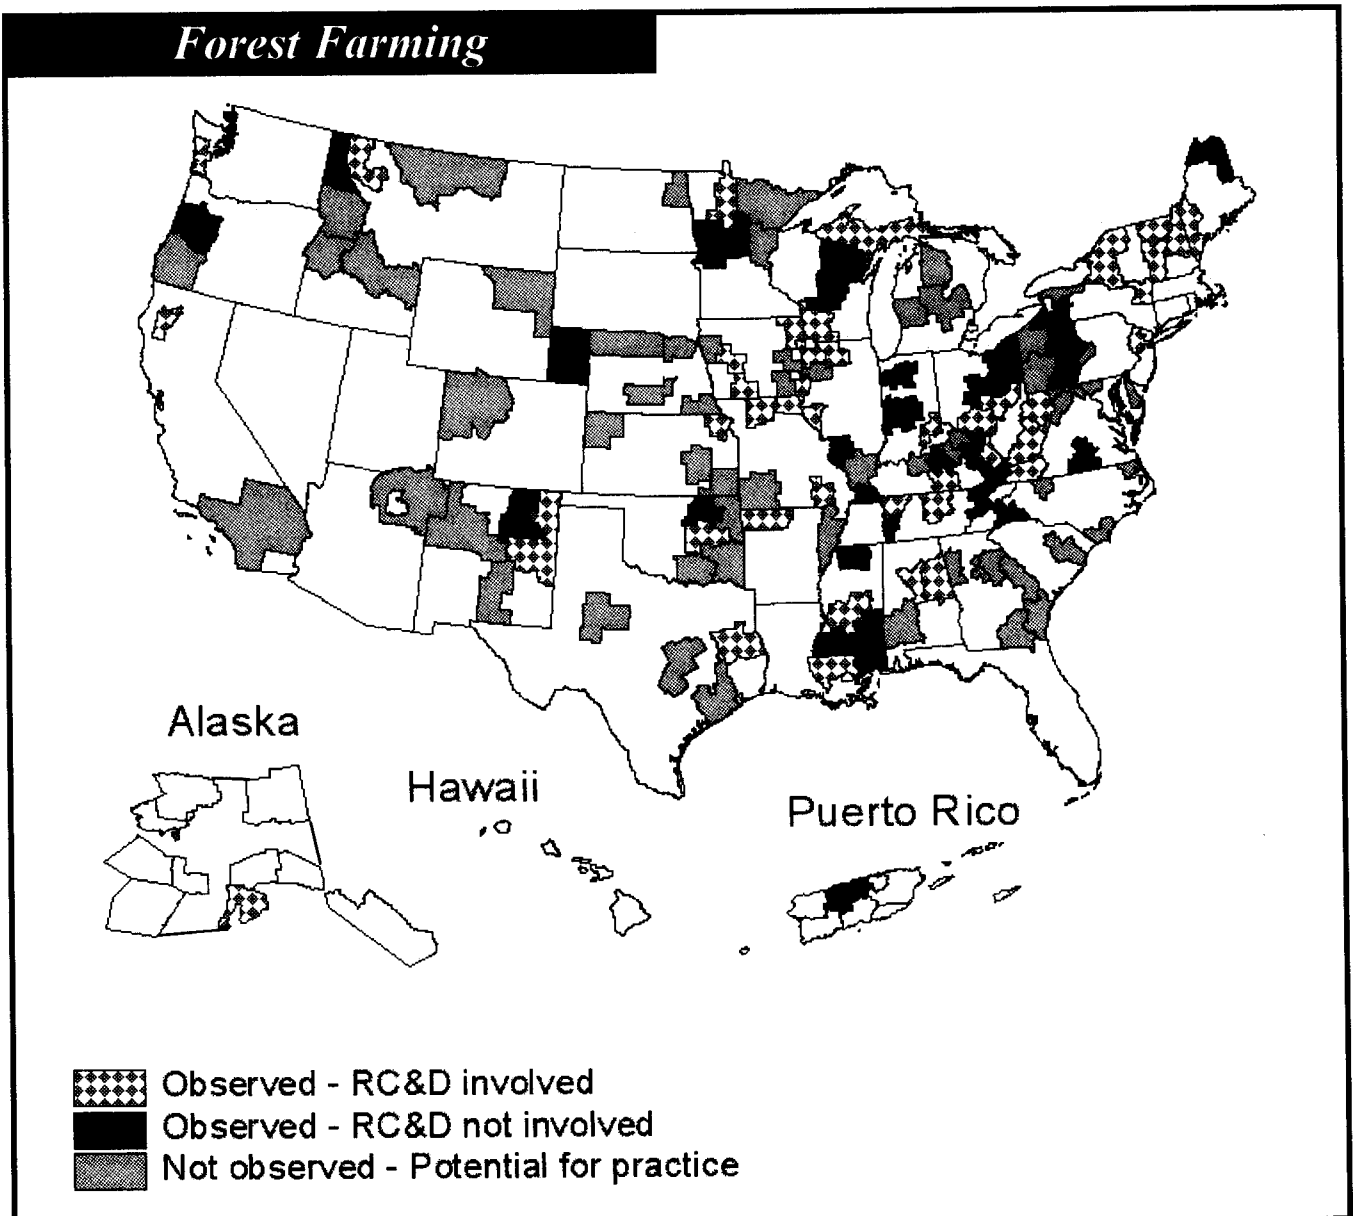 Forest Farming
Alaska
Hawaii
Puerto Rico
Observed - RC&D involved
Observed - RC&D not involved
Not observed - Potential for practice